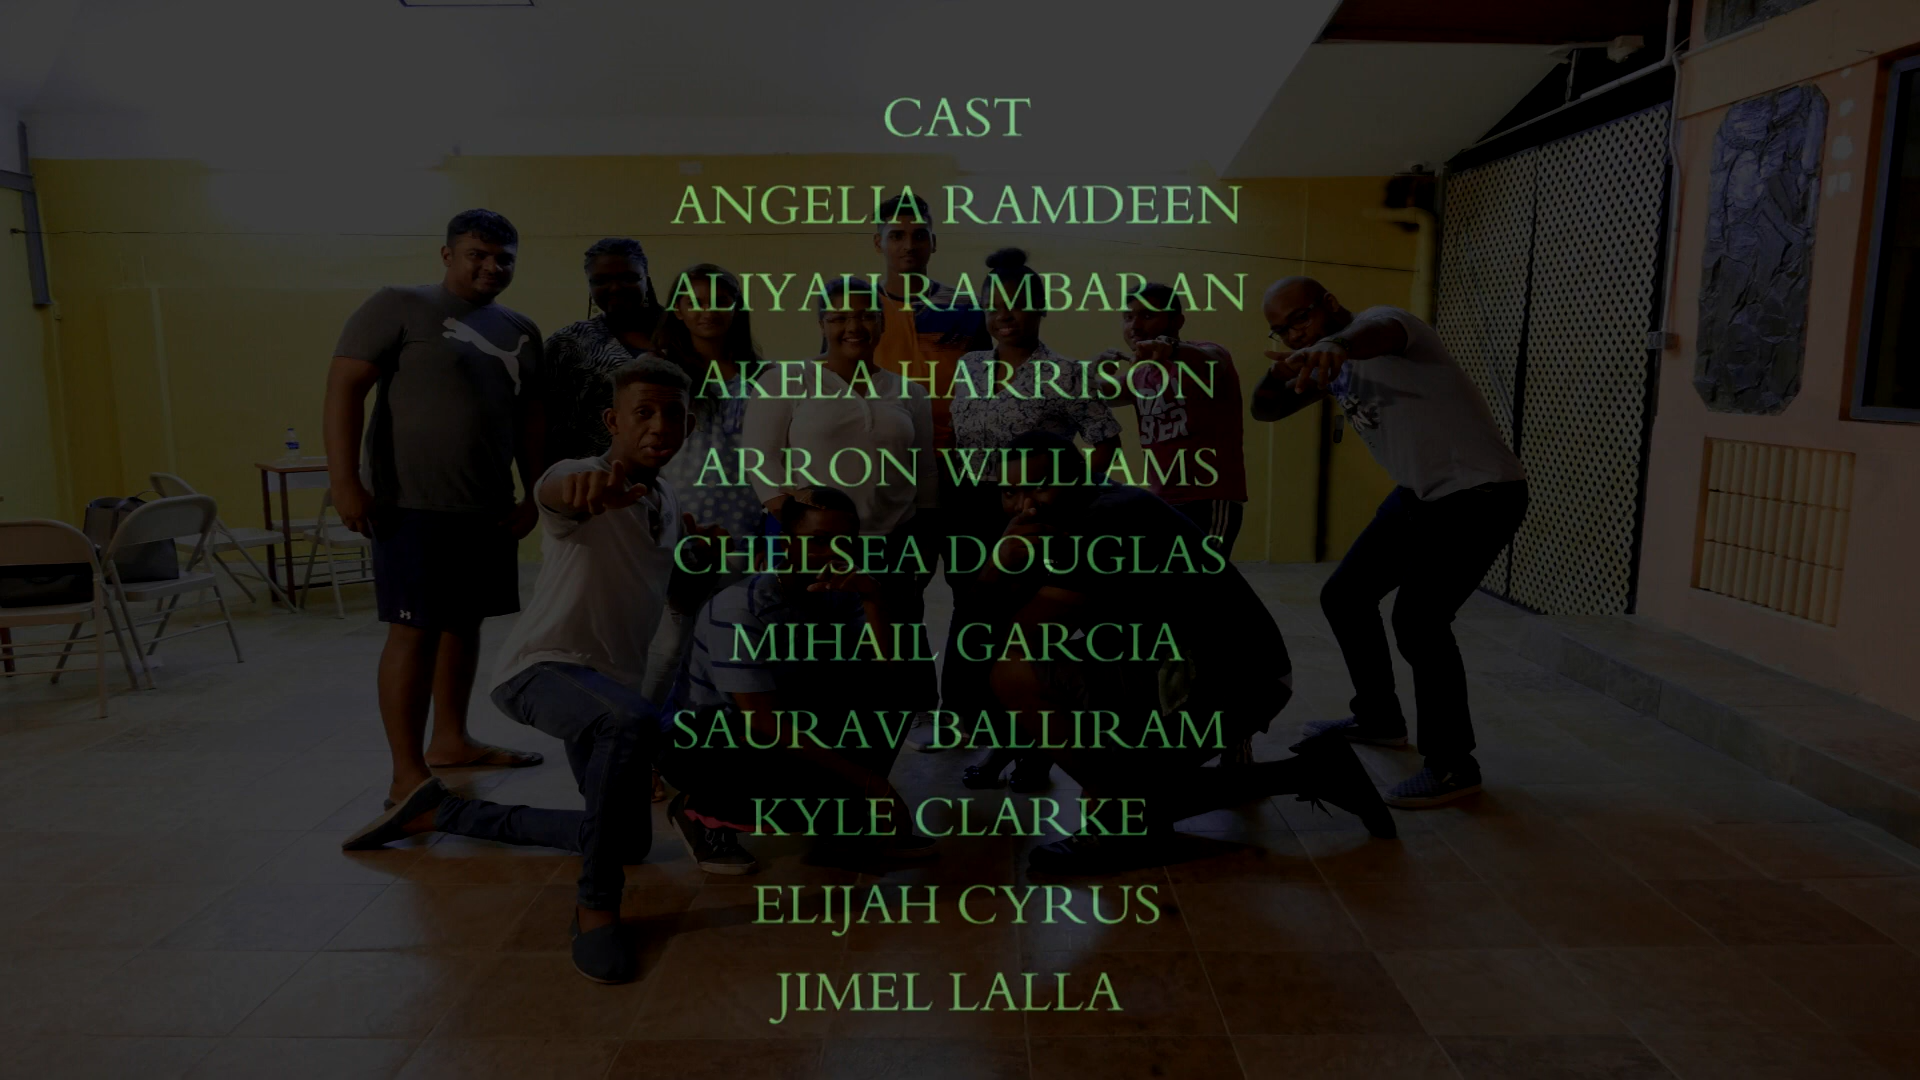 CAST
ANGELIA RAMDEEN
ALIYAH RAMBARAN
AKELA HARRISON
ARRON WILLIAMS
CHELSEA DOUGLAS
MIHAIL GARCIA
SAURAV BALLIRAM
KYLE CLARKE
ELIJAH CYRUS
JIMEL LALLA